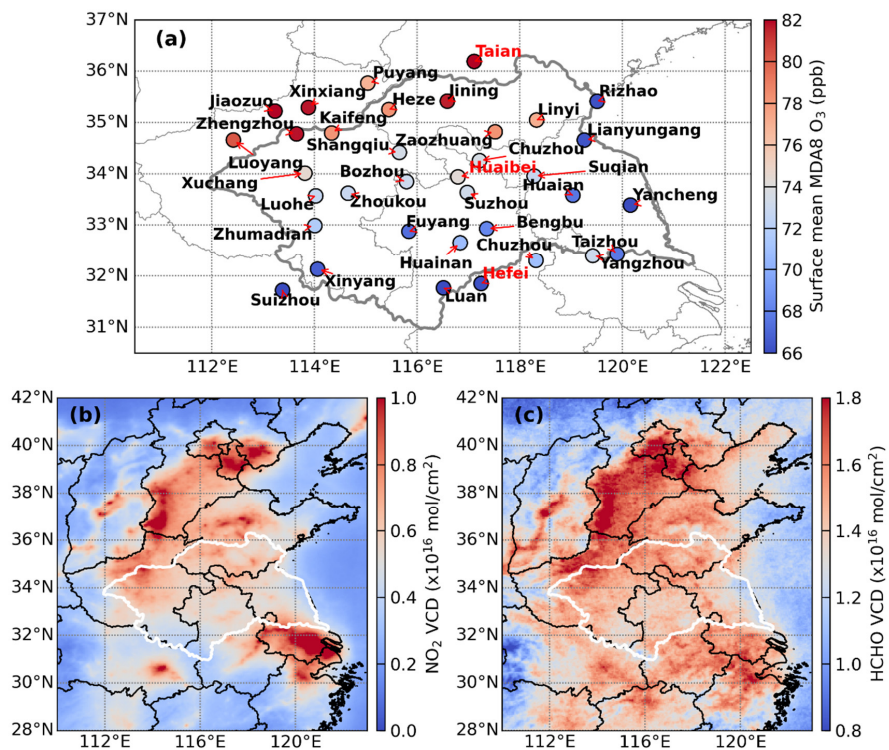 (a)
37°N
36°N
35°N
34°N
33°N
32°N
31°N
Taian
Puyang
Xinxiang
Jining
Rizhao
Jiaozuo
Heze
Linyi
Zhengzhou
Kaifeng
Lianyungang
Shangqiu
Zaozhuang
Chuzhou
Luoyang
Huaibei
Suqian
Xuchang
Bozhou
Huaian
Yancheng
Luohe
Zhoukou
Suzhou
Zhumadian
Fuyang
Bengbu
Chuzhou
Taizhou
Huainan
Yangzhou
Xinyang
Hefei
Suizhou
Luan
112°E 114°E 116°E 118°E 120°E 122°E
82
80
78
76
74
72
70
68
66
Surface mean MDA8 O₃ (ppb)
(b)
42°N
40°N
38°N
36°N
34°N
32°N
30°N
28°N
112°E 116°E 120°E
1.0
0.8
0.6
0.4
0.2
0.0
NO₂ VCD (x10¹⁶ mol/cm²)
(c)
42°N
40°N
38°N
36°N
34°N
32°N
30°N
28°N
112°E 116°E 120°E
1.8
1.6
1.4
1.2
1.0
0.8
HCHO VCD (x10¹⁶ mol/cm²)